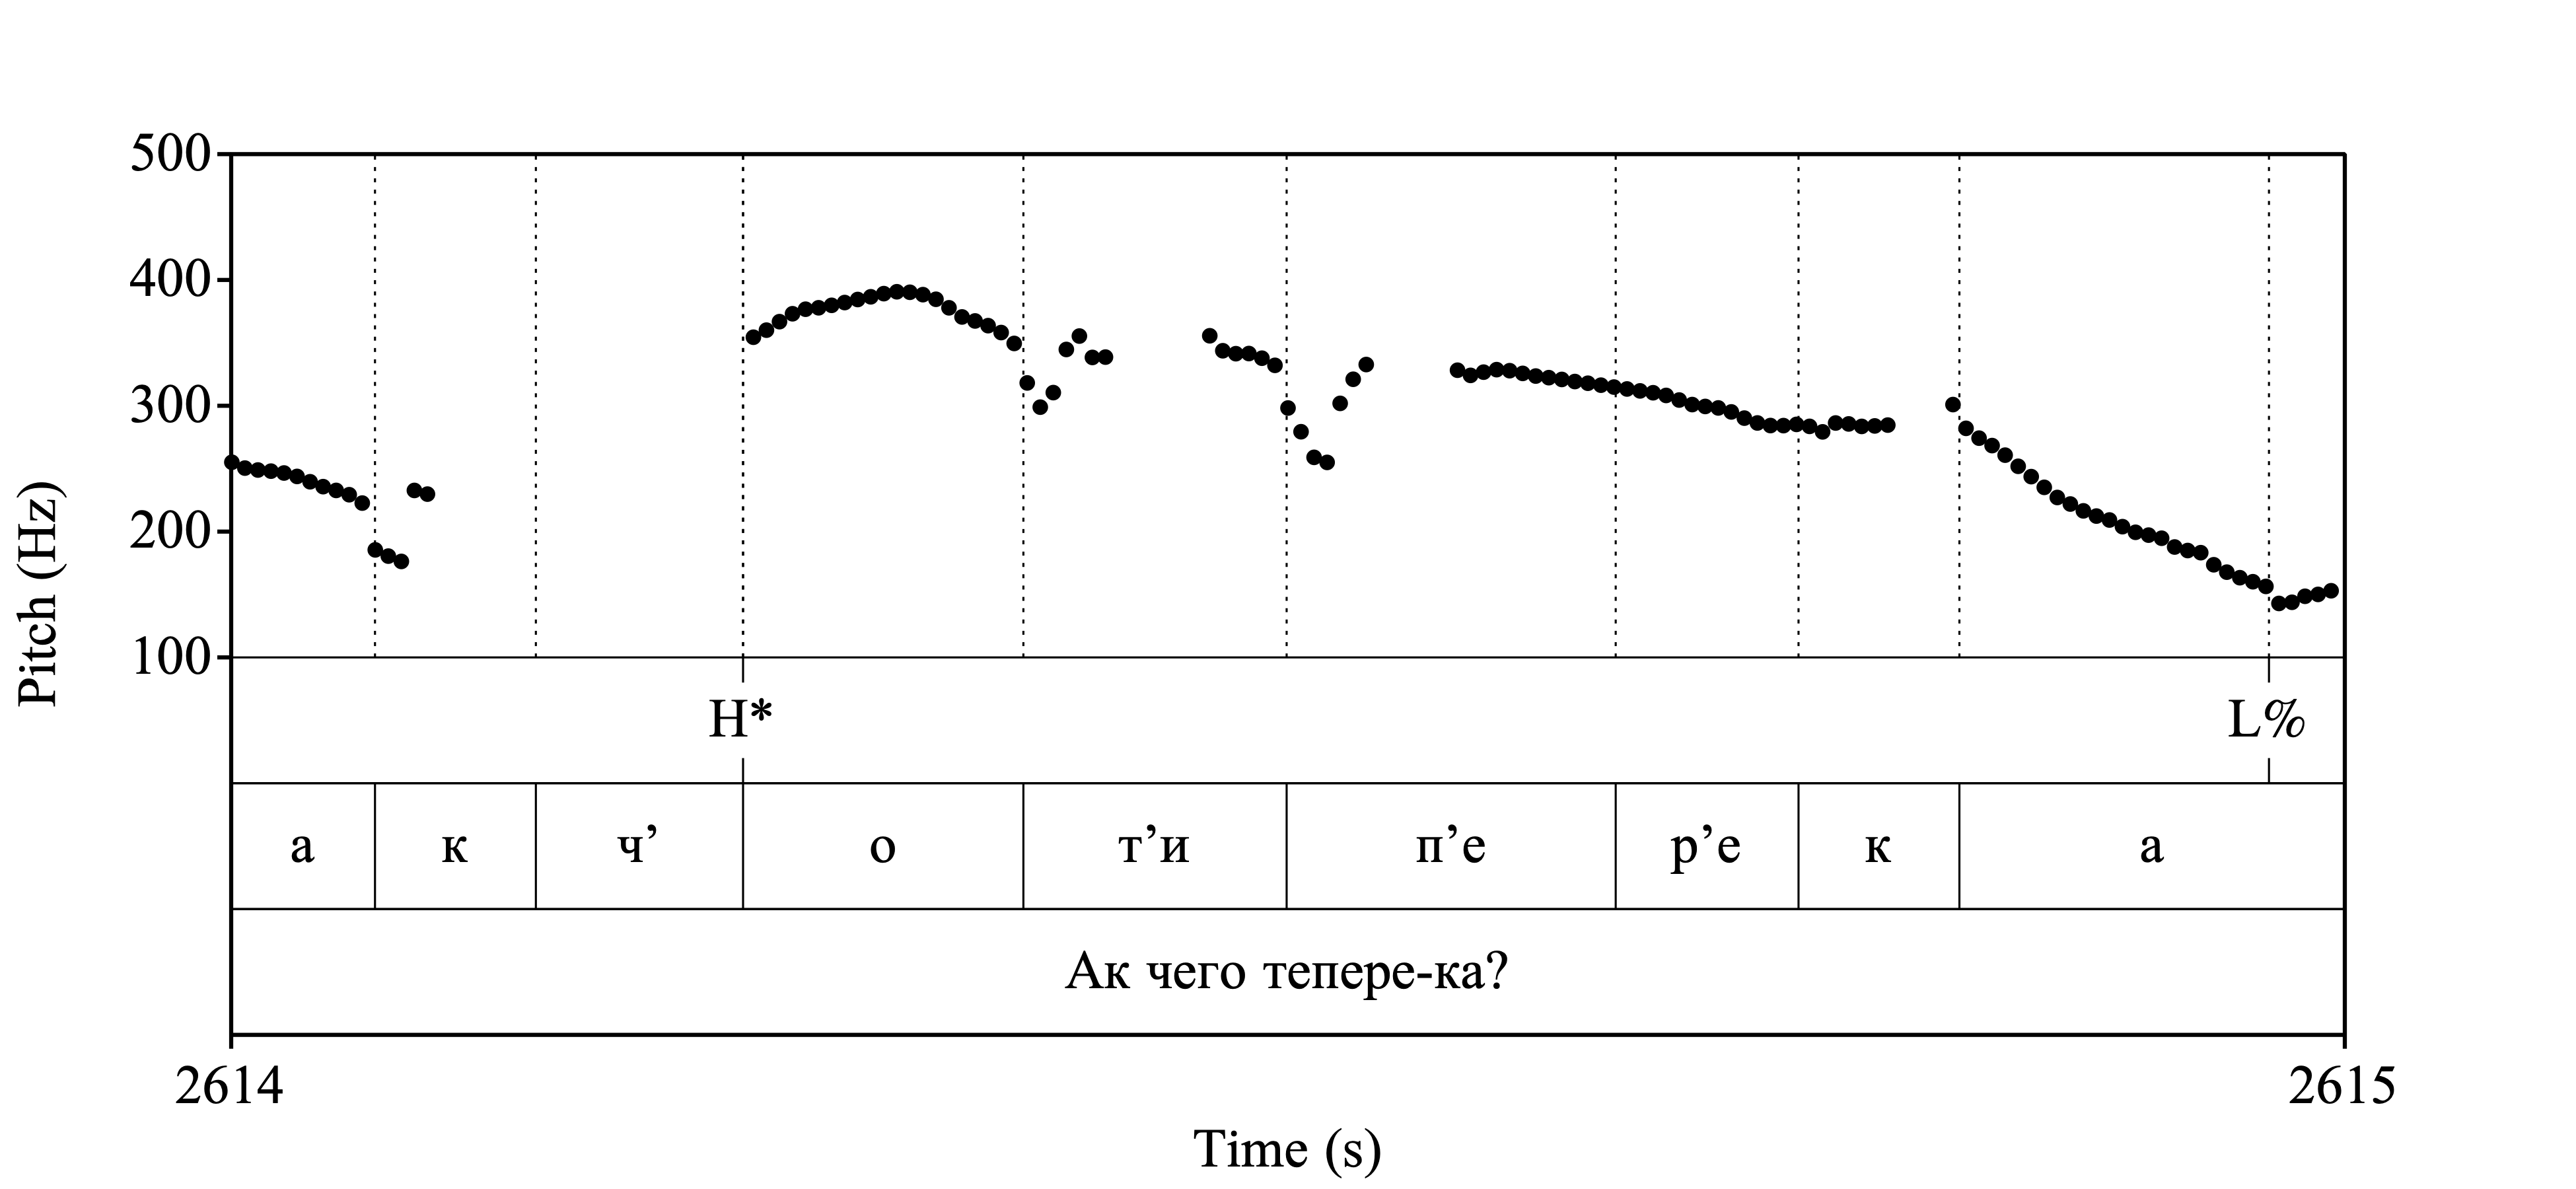 500
400
300
200
100
Pitch (Hz)
H* L%
а к ч’ о т’и п’е р’е к а
Ак чего тепере-ка?
2614 2615
Time (s)